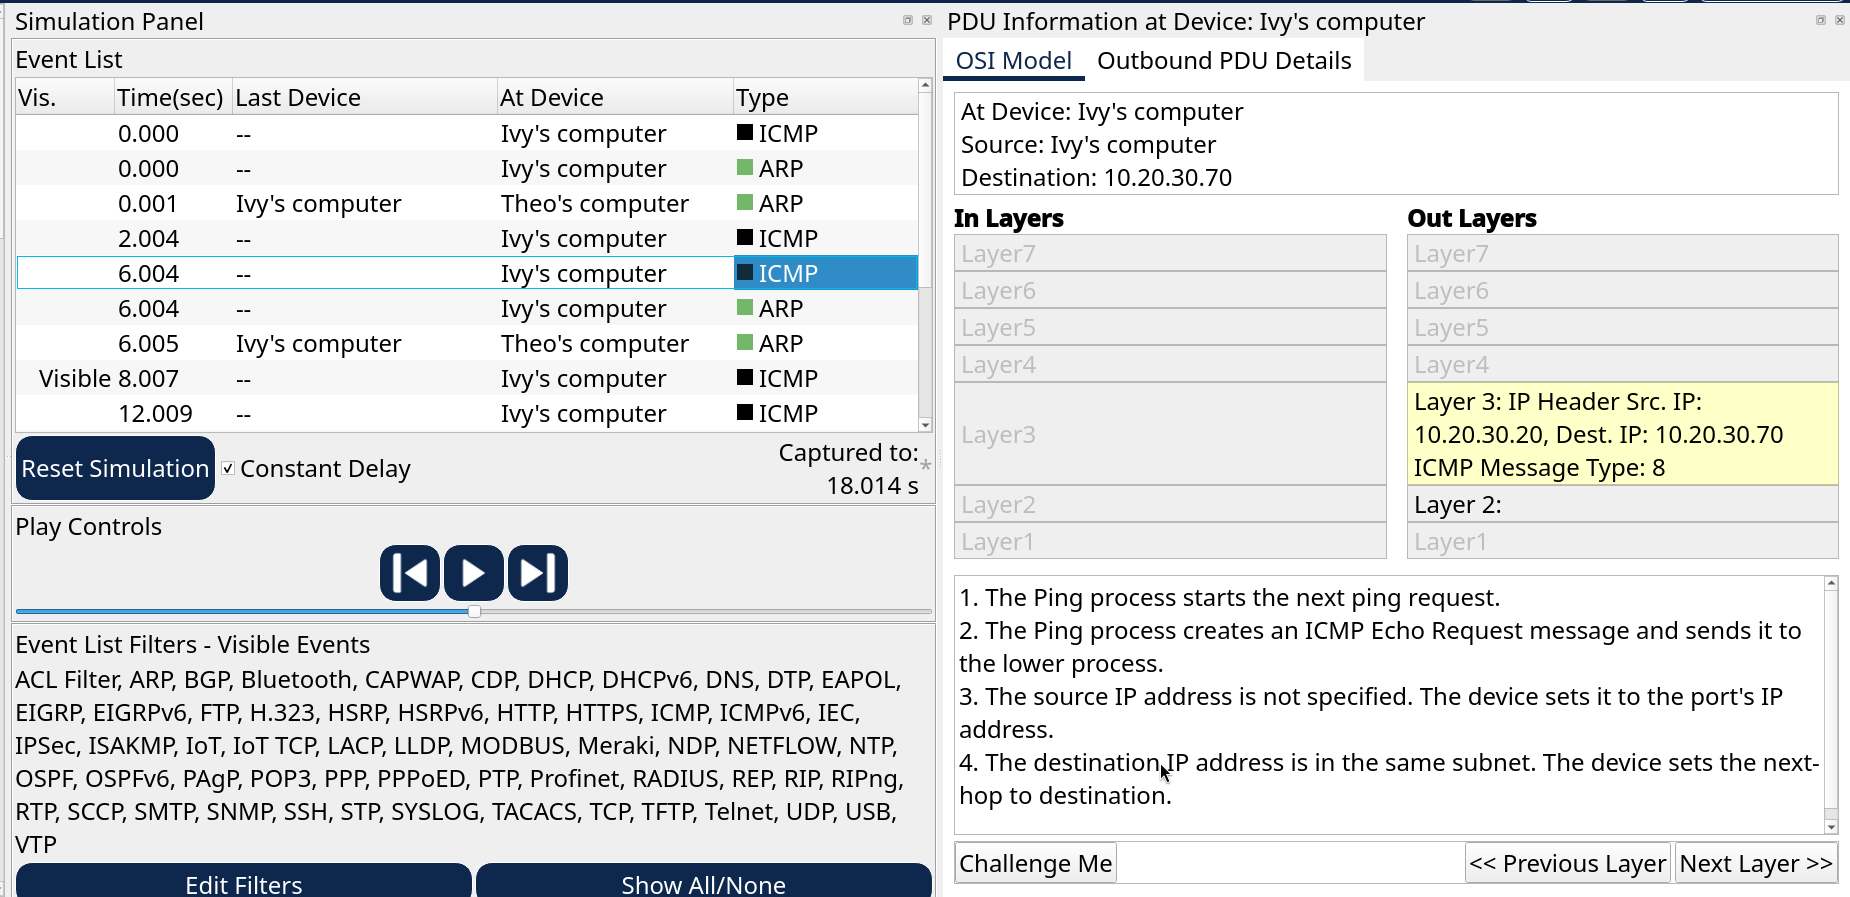 Simulation Panel
Event List
Vis. Time(sec) Last Device At Device Type
0.000 -- Ivy's computer ICMP
0.000 -- Ivy's computer ARP
0.001 Ivy's computer Theo's computer ARP
2.004 -- Ivy's computer ICMP
6.004 -- Ivy's computer ICMP
6.004 -- Ivy's computer ARP
6.005 Ivy's computer Theo's computer ARP
Visible 8.007 -- Ivy's computer ICMP
12.009 -- Ivy's computer ICMP
Reset Simulation Constant Delay Captured to: *
18.014 s
Play Controls
Event List Filters - Visible Events
ACL Filter, ARP, BGP, Bluetooth, CAPWAP, CDP, DHCP, DHCPv6, DNS, DTP, EAPOL,
EIGRP, EIGRPv6, FTP, H.323, HSRP, HSRPv6, HTTP, HTTPS, ICMP, ICMPv6, IEC,
IPSec, ISAKMP, IoT, IoT TCP, LACP, LLDP, MODBUS, Meraki, NDP, NETFLOW, NTP,
OSPF, OSPFv6, PAgP, POP3, PPP, PPPoED, PTP, Profinet, RADIUS, REP, RIP, RIPng,
RTP, SCCP, SMTP, SNMP, SSH, STP, SYSLOG, TACACS, TCP, TFTP, Telnet, UDP, USB,
VTP
Edit Filters Show All/None
PDU Information at Device: Ivy's computer
OSI Model Outbound PDU Details
At Device: Ivy's computer
Source: Ivy's computer
Destination: 10.20.30.70
In Layers
Layer7
Layer6
Layer5
Layer4
Layer3
Layer2
Layer1
Out Layers
Layer7
Layer6
Layer5
Layer4
Layer 3: IP Header Src. IP:
10.20.30.20, Dest. IP: 10.20.30.70
ICMP Message Type: 8
Layer 2:
Layer1
1. The Ping process starts the next ping request.
2. The Ping process creates an ICMP Echo Request message and sends it to
the lower process.
3. The source IP address is not specified. The device sets it to the port's IP
address.
4. The destination IP address is in the same subnet. The device sets the next-
hop to destination.
Challenge Me << Previous Layer Next Layer >>